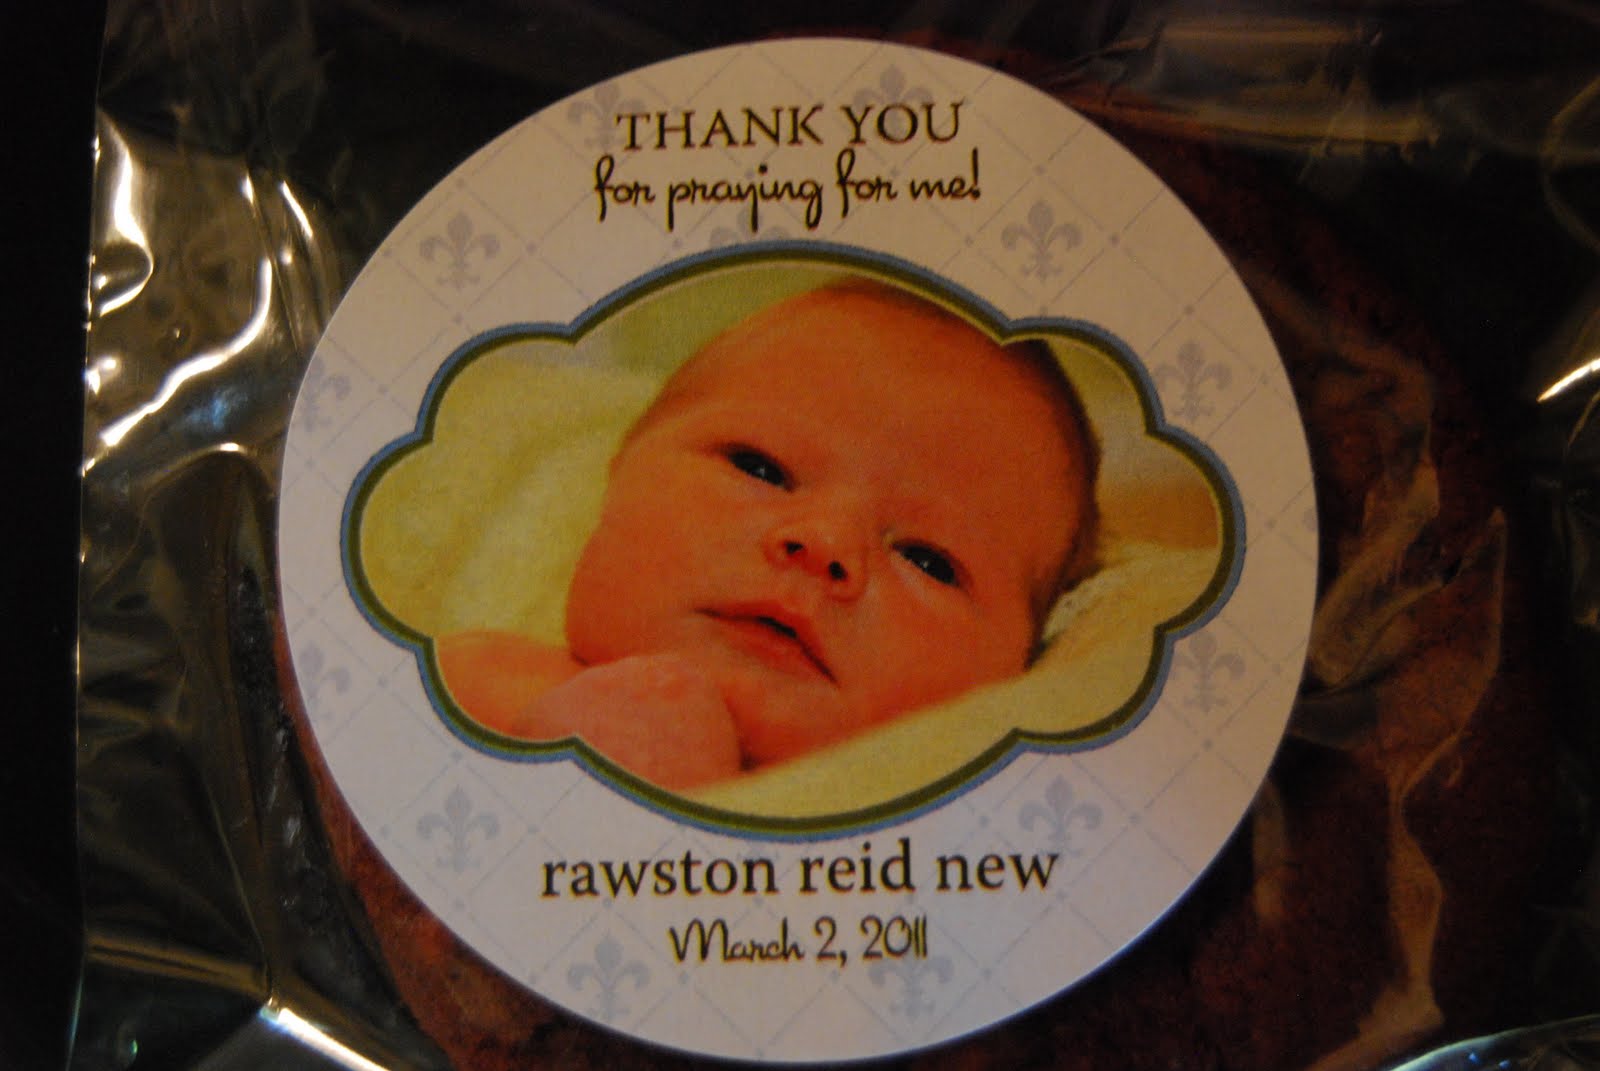 THANK YOU
for praying for me!
rawston reid new
March 2, 2011